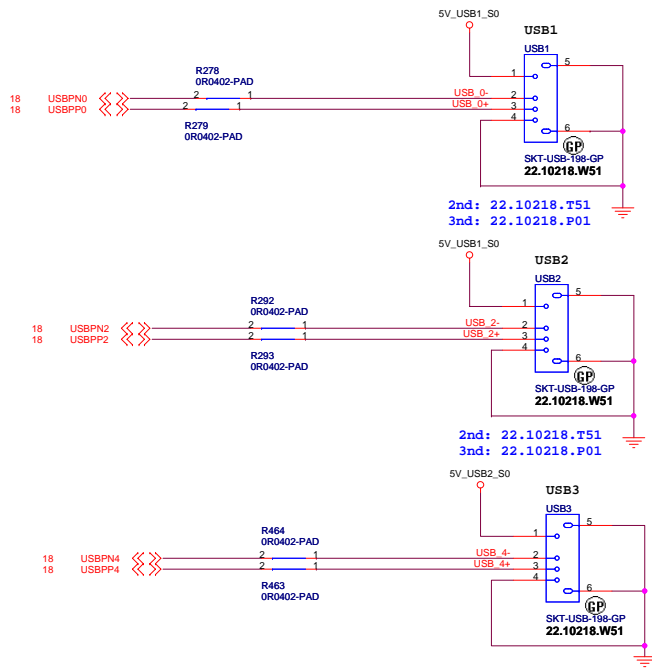 5V_USB1_S0
USB1
USB1
5
1
R278
0R0402-PAD
18 USBPN0 2 1 USB_0- 2
18 USBPP0 2 1 USB_0+ 3
4
R279
0R0402-PAD
6
GP
SKT-USB-198-GP
22.10218.W51
2nd: 22.10218.T51
3nd: 22.10218.P01
5V_USB1_S0
USB2
USB2
5
1
R292
0R0402-PAD
18 USBPN2 2 1 USB_2- 2
18 USBPP2 2 1 USB_2+ 3
4
R293
0R0402-PAD
6
GP
SKT-USB-198-GP
22.10218.W51
2nd: 22.10218.T51
3nd: 22.10218.P01
5V_USB2_S0
USB3
USB3
5
1
R464
0R0402-PAD
18 USBPN4 2 1 USB_4- 2
18 USBPP4 2 1 USB_4+ 3
4
R463
0R0402-PAD
6
GP
SKT-USB-198-GP
22.10218.W51